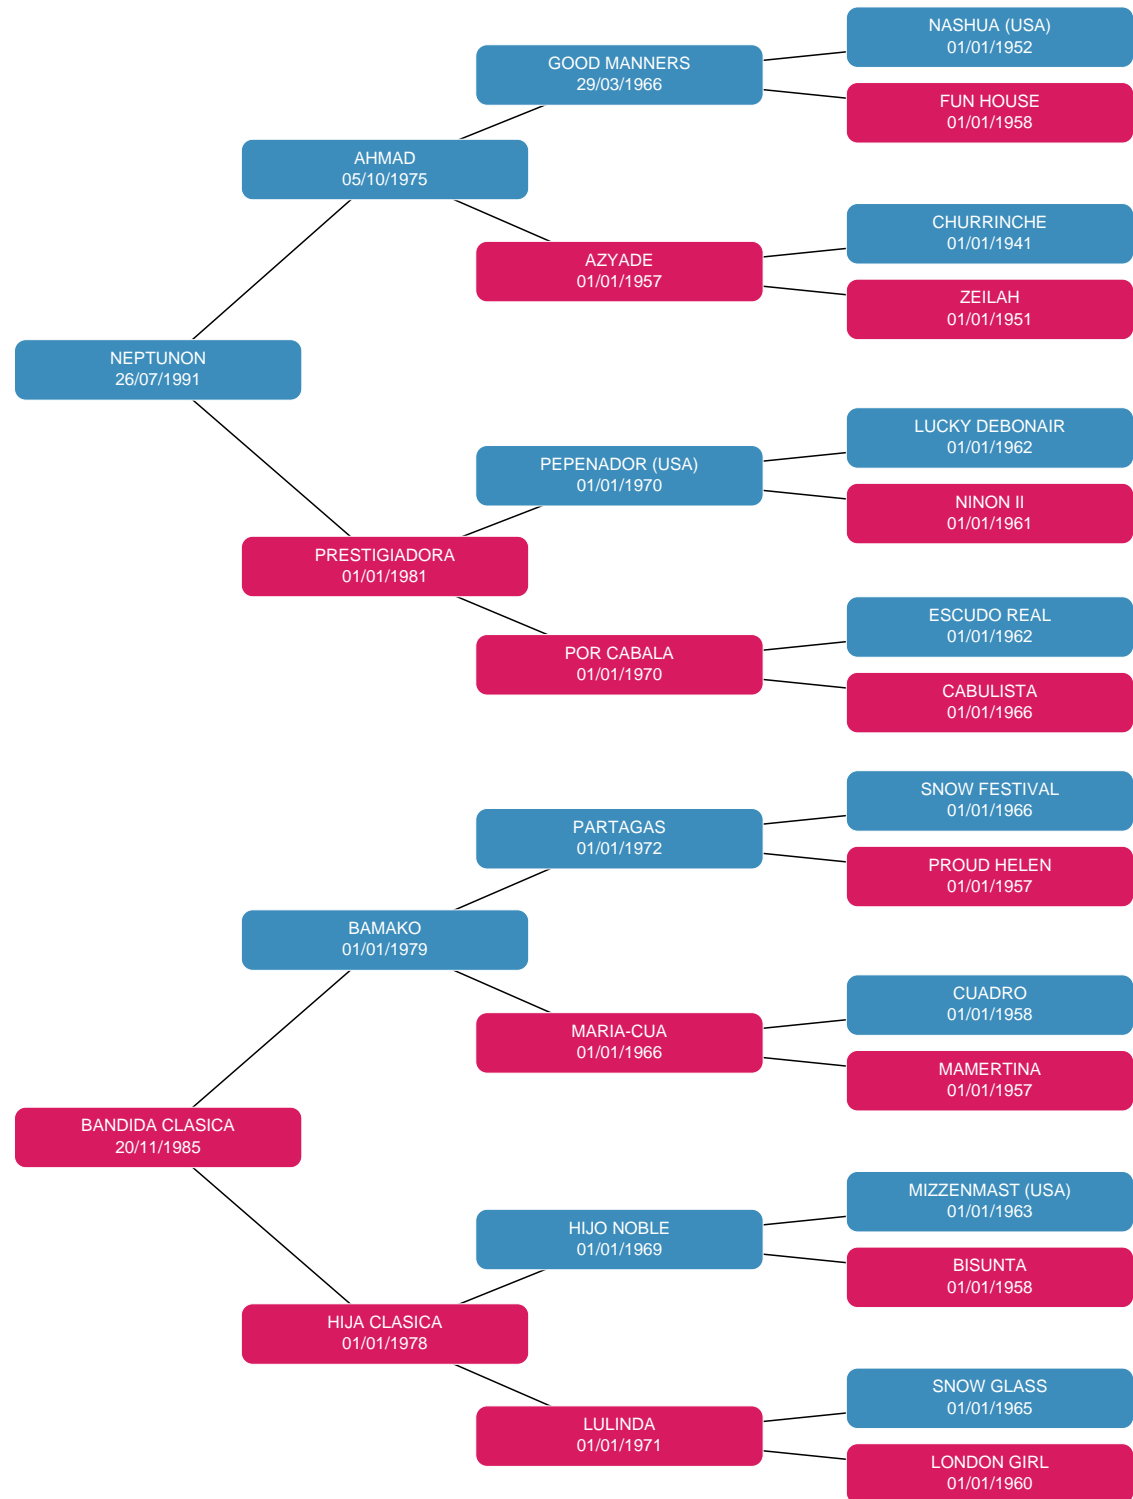 NASHUA (USA)
01/01/1952
GOOD MANNERS
29/03/1966
FUN HOUSE
01/01/1958
AHMAD
05/10/1975
CHURRINCHE
01/01/1941
AZYADE
01/01/1957
ZEILAH
01/01/1951
NEPTUNON
26/07/1991
LUCKY DEBONAIR
01/01/1962
PEPENADOR (USA)
01/01/1970
NINON II
01/01/1961
PRESTIGIADORA
01/01/1981
ESCUDO REAL
01/01/1962
POR CABALA
01/01/1970
CABULISTA
01/01/1966
SNOW FESTIVAL
01/01/1966
PARTAGAS
01/01/1972
PROUD HELEN
01/01/1957
BAMAKO
01/01/1979
CUADRO
01/01/1958
MARIA-CUA
01/01/1966
MAMERTINA
01/01/1957
BANDIDA CLASICA
20/11/1985
MIZZENMAST (USA)
01/01/1963
HIJO NOBLE
01/01/1969
BISUNTA
01/01/1958
HIJA CLASICA
01/01/1978
SNOW GLASS
01/01/1965
LULINDA
01/01/1971
LONDON GIRL
01/01/1960